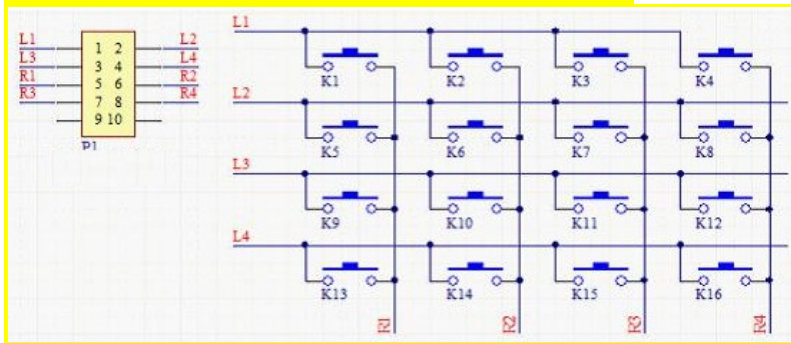 L1 1 2 L2
L3 3 4 L4
R1 5 6 R2
R3 7 8 R4
9 10
P1
L1
K1 K2 K3 K4
L2
K5 K6 K7 K8
L3
K9 K10 K11 K12
L4
K13 K14 K15 K16
R1 R2 R3 R4